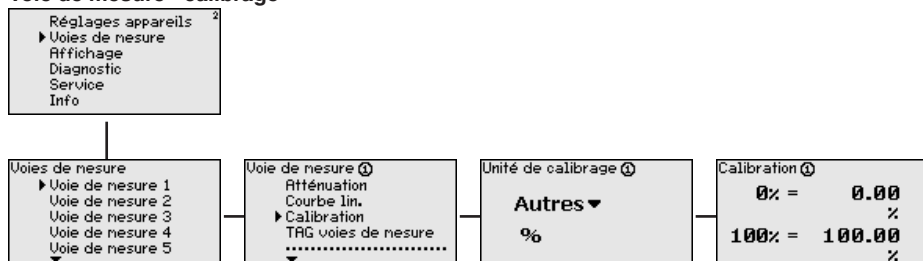 Voie de mesure - calibrage
Réglages appareils 2
Voies de mesure
Affichage
Diagnostic
Service
Info
Voies de mesure
Voie de mesure 1
Voie de mesure 2
Voie de mesure 3
Voie de mesure 4
Voie de mesure 5
Voie de mesure ①
Atténuation
Courbe lin.
Calibration
TAG voies de mesure
Unité de calibrage ①
Autres
%
Calibration ①
0% = 0.00
%
100% = 100.00
%